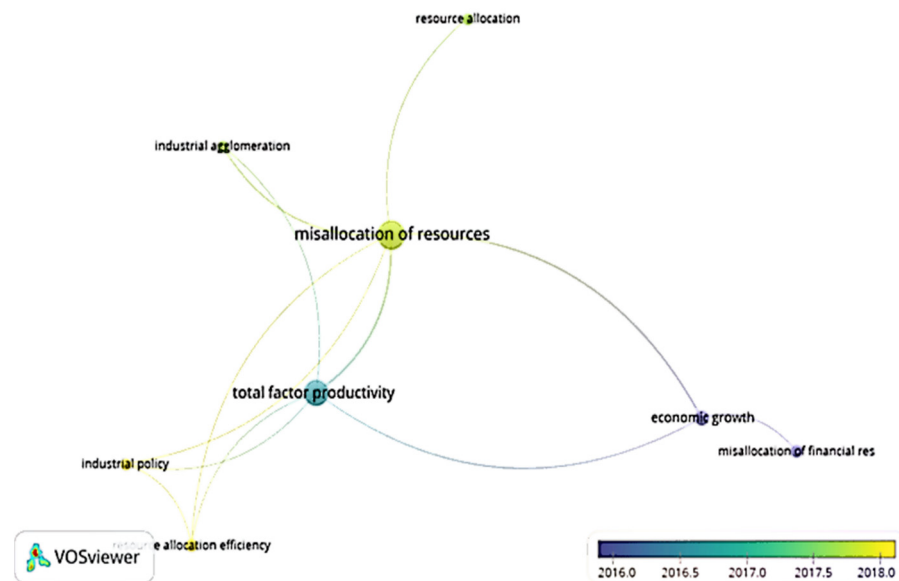 resource allocation
industrial agglomeration
misallocation of resources
total factor productivity
economic growth
misallocation of financial res
industrial policy
resource allocation efficiency
VOSviewer
2016.0 2016.5 2017.0 2017.5 2018.0